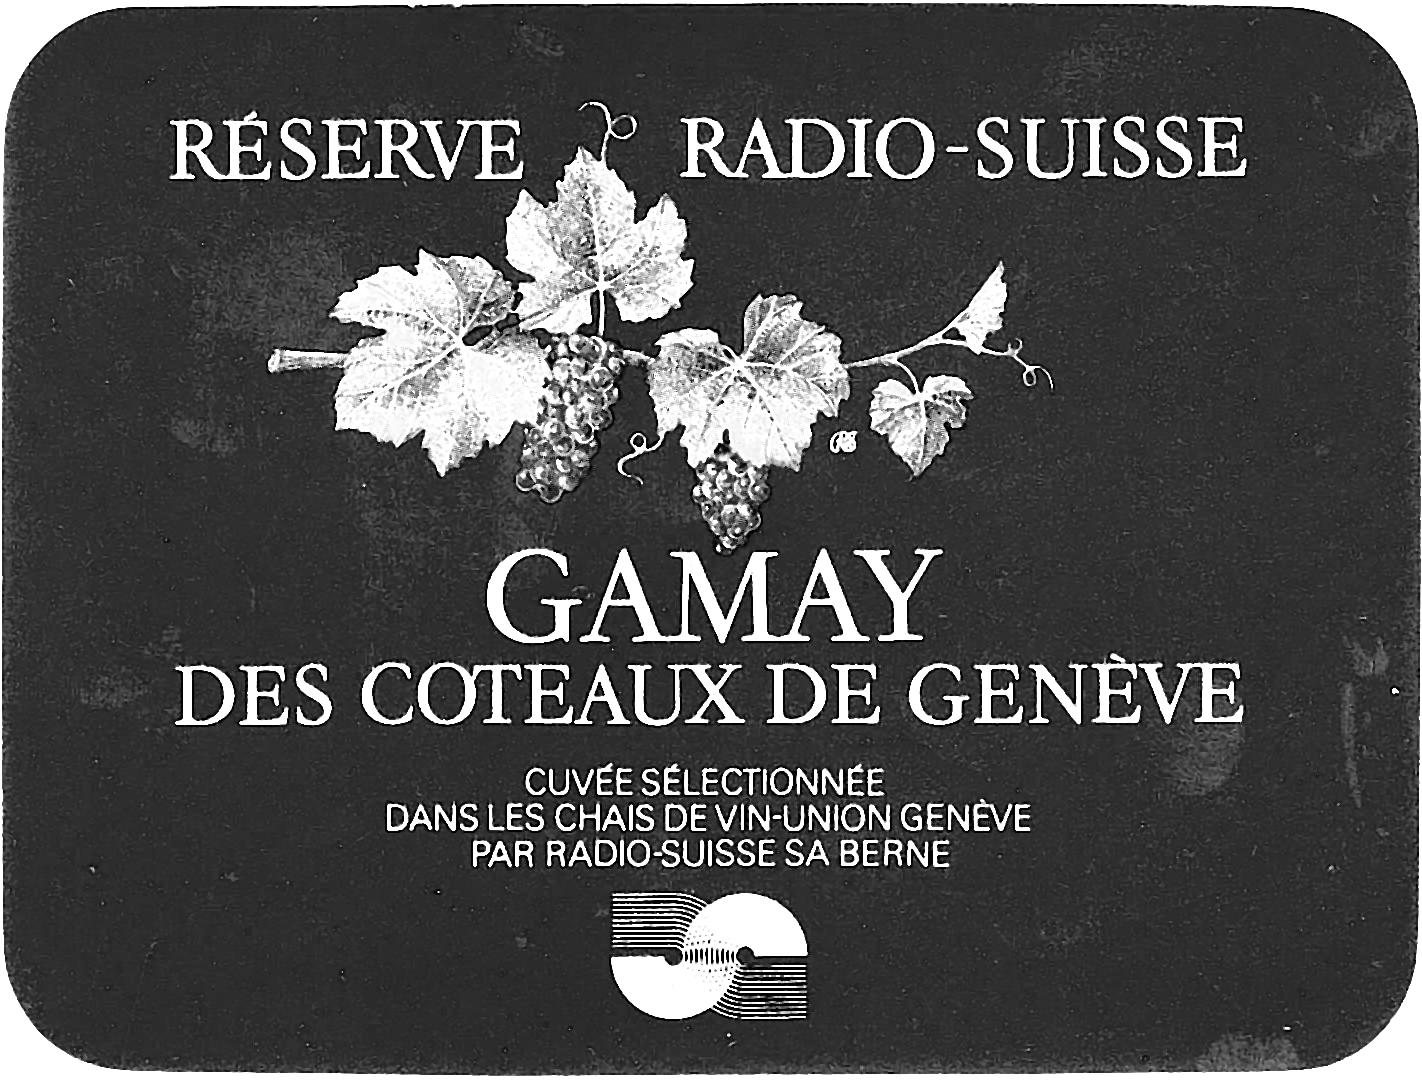 RÉSERVE RADIO-SUISSE
GAMAY
DES COTEAUX DE GENÈVE
CUVÉE SÉLECTIONNÉE
DANS LES CHAIS DE VIN-UNION GENÈVE
PAR RADIO-SUISSE SA BERNE